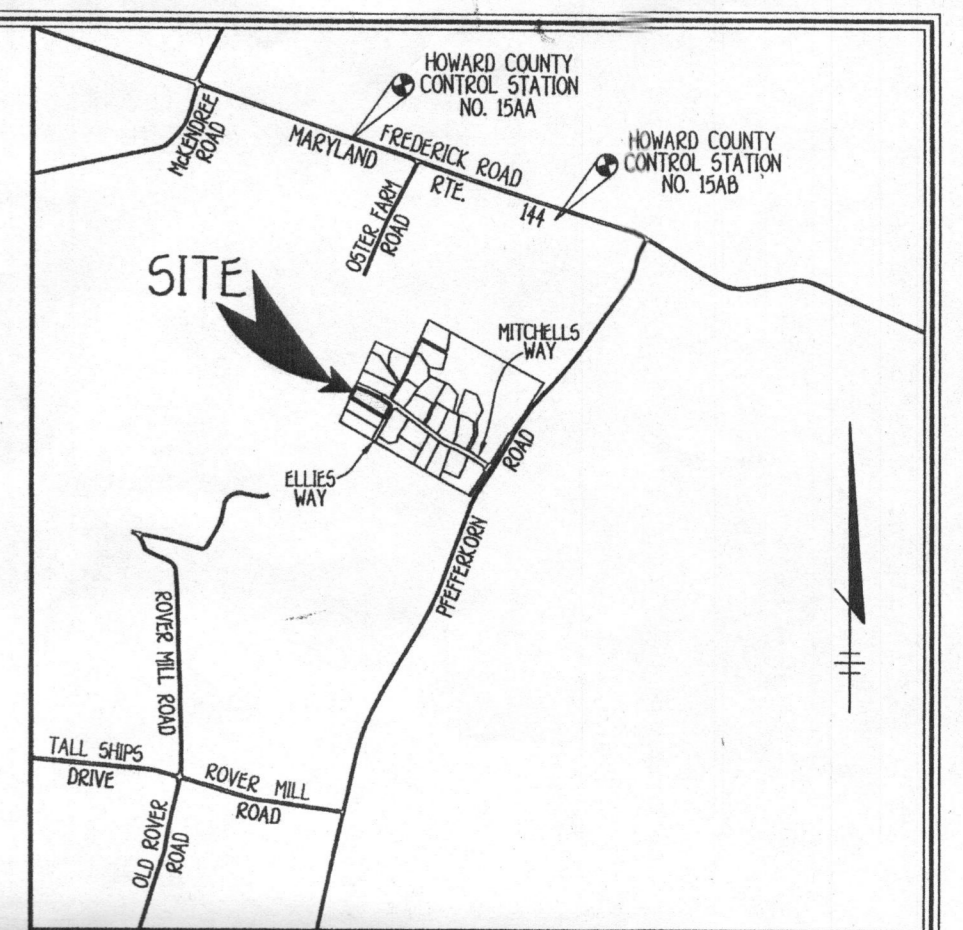 HOWARD COUNTY
CONTROL STATION
NO. 15AA
HOWARD COUNTY
CONTROL STATION
NO. 15AB
McKENDREE
ROAD
MARYLAND
FREDERICK ROAD
RTE.
144
OSTER FARM
ROAD
SITE
MITCHELLS
WAY
ROAD
ELLIES
WAY
PFEFFERKORN
ROVER MILL ROAD
TALL SHIPS
DRIVE
ROVER MILL
ROAD
OLD ROVER
ROAD